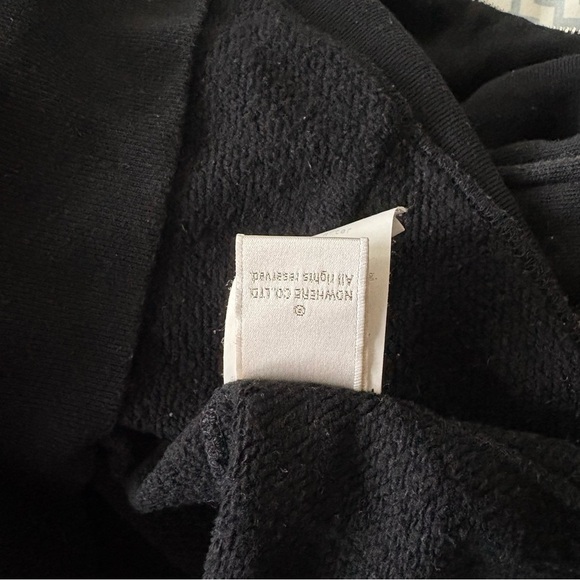 ©
NOWHERE CO.,LTD.
All rights reserved.